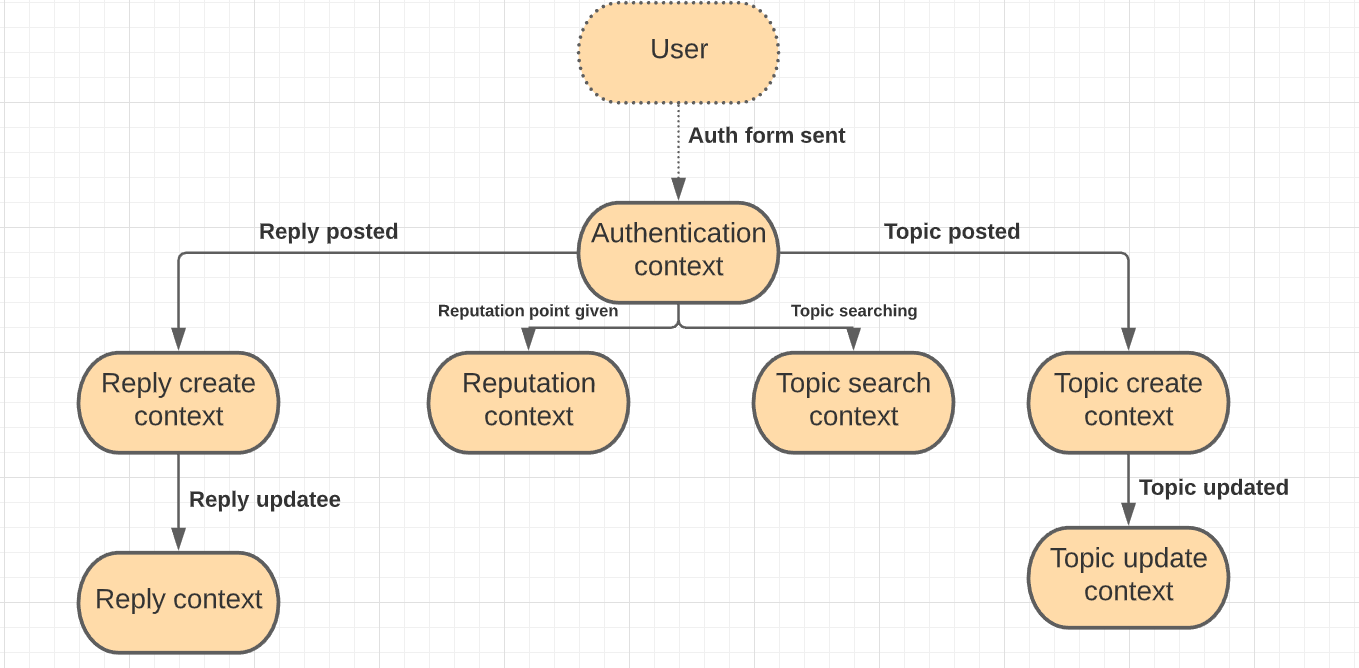 User
Auth form sent
Authentication
context
Reply posted
Topic posted
Reputation point given
Topic searching
Reply create
context
Reputation
context
Topic search
context
Topic create
context
Reply updatee
Topic updated
Reply context
Topic update
context